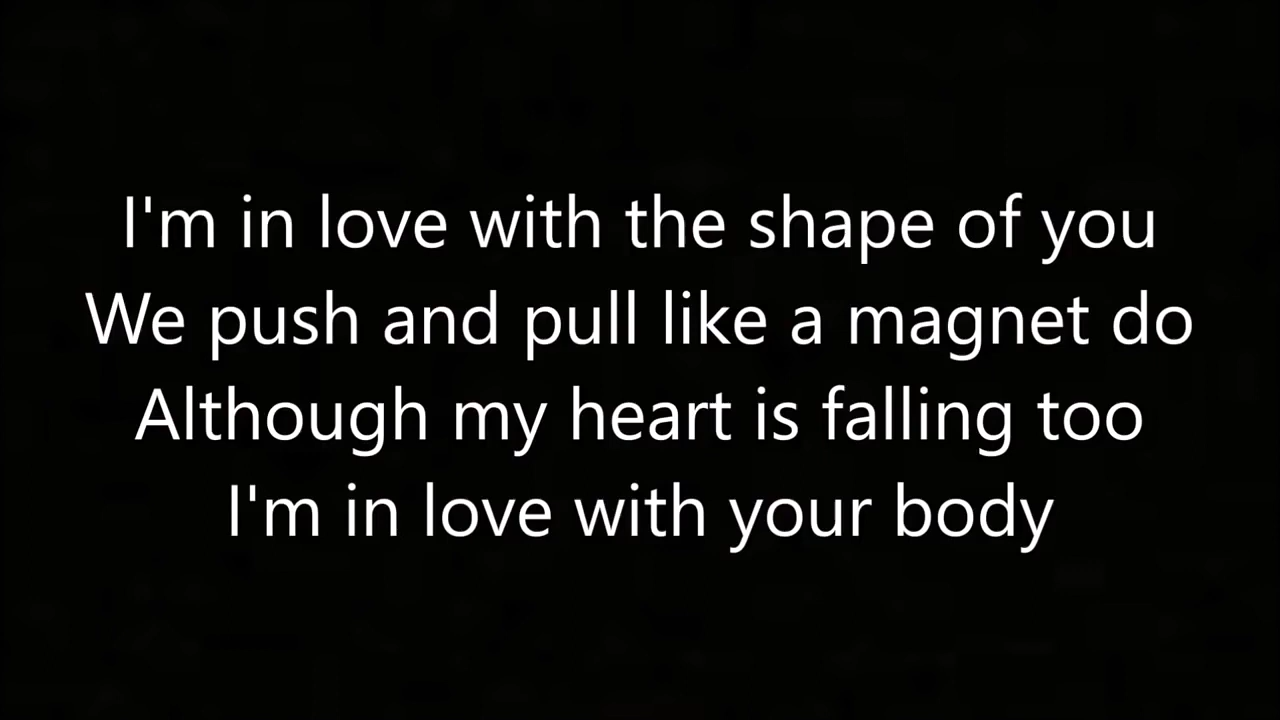 I'm in love with the shape of you
We push and pull like a magnet do
Although my heart is falling too
I'm in love with your body